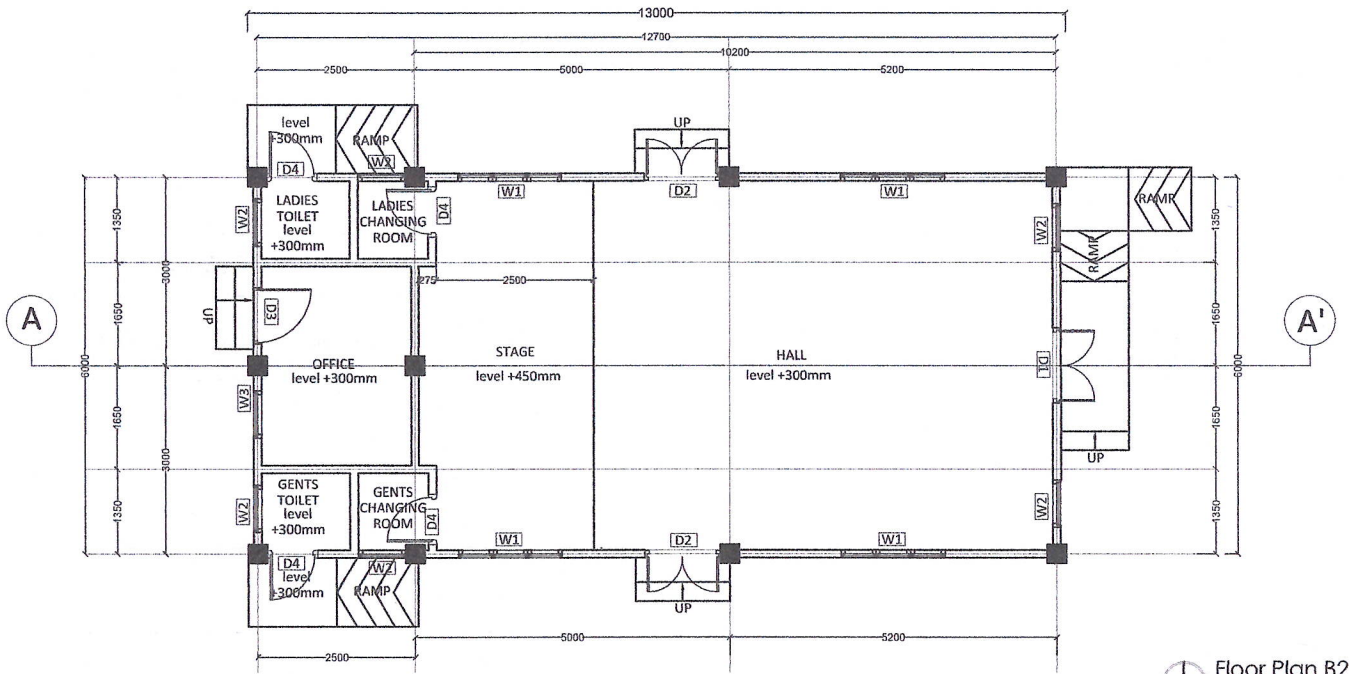 13000
12700
10200
2500
5000
5200
level
+300mm
RAMP
UP
D4
W2
W1
D2
W1
RAMP
LADIES
TOILET
level
+300mm
LADIES
CHANGING
ROOM
D4
W2
W2
RAMP
1350
3000
1350
275
2500
UP
D3
A
A'
1650
1650
OFFICE
level +300mm
STAGE
level +450mm
HALL
level +300mm
D1
6000
6000
W3
1650
1650
3000
UP
GENTS
TOILET
level
+300mm
GENTS
CHANGING
ROOM
D4
W2
W2
1350
1350
W1
D2
W1
D4
level
+300mm
W2
RAMP
UP
5000
5200
2500
Floor Plan B2